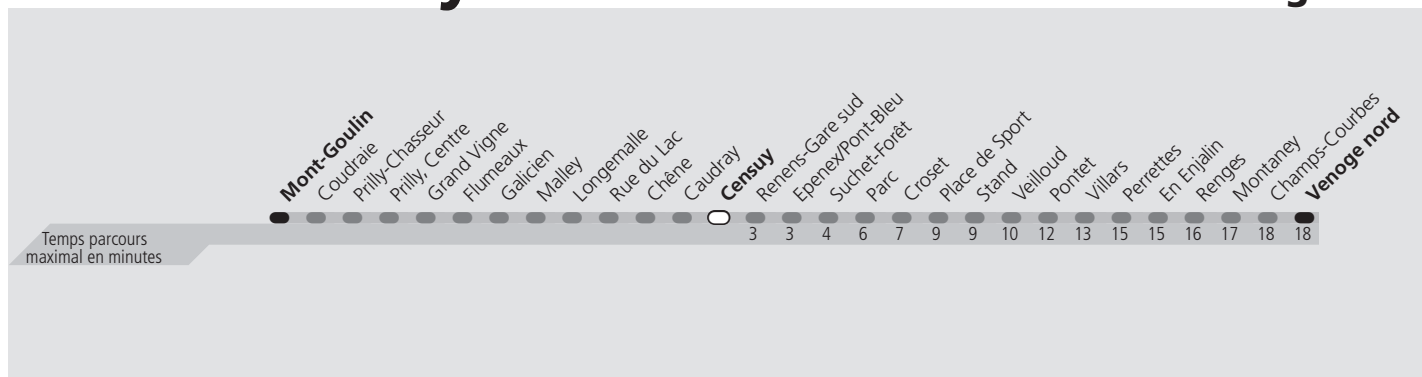 Mont-Goulin
Coudraie
Prilly-Chasseur
Prilly, Centre
Grand Vigne
Flumeaux
Galicien
Malley
Longemalle
Rue du Lac
Chêne
Caudray
Censuy
Renens-Gare sud
Epenex/Pont-Bleu
Suchet-Forêt
Parc
Croset
Place de Sport
Stand
Veilloud
Pontet
Villars
Perrettes
En Enjalin
Renges
Montaney
Champs-Courbes
Venoge nord
Temps parcours
maximal en minutes
3 3 4 6 7 9 9 10 12 13 15 15 16 17 18 18